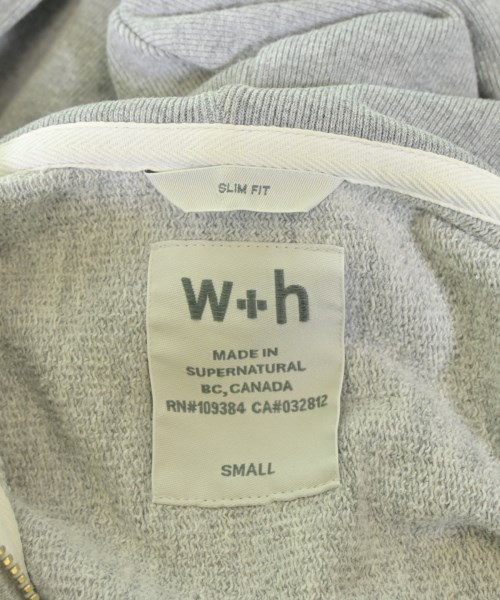 SLIM FIT
w+h
MADE IN
SUPERNATURAL
BC, CANADA
RN#109384 CA#032812
SMALL